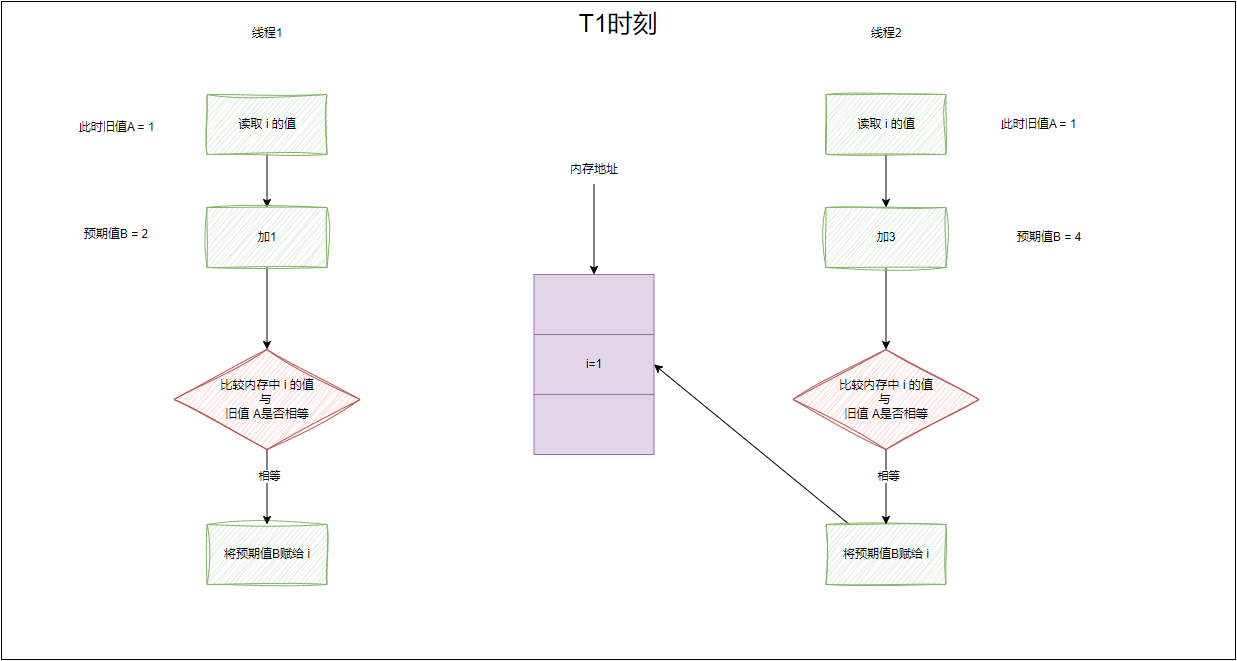 T1时刻
线程1
线程2
此时旧值A = 1
读取 i 的值
读取 i 的值
此时旧值A = 1
内存地址
预期值B = 2
加1
加3
预期值B = 4
i=1
比较内存中 i 的值
与
旧值 A是否相等
比较内存中 i 的值
与
旧值 A是否相等
相等
相等
将预期值B赋给 i
将预期值B赋给 i